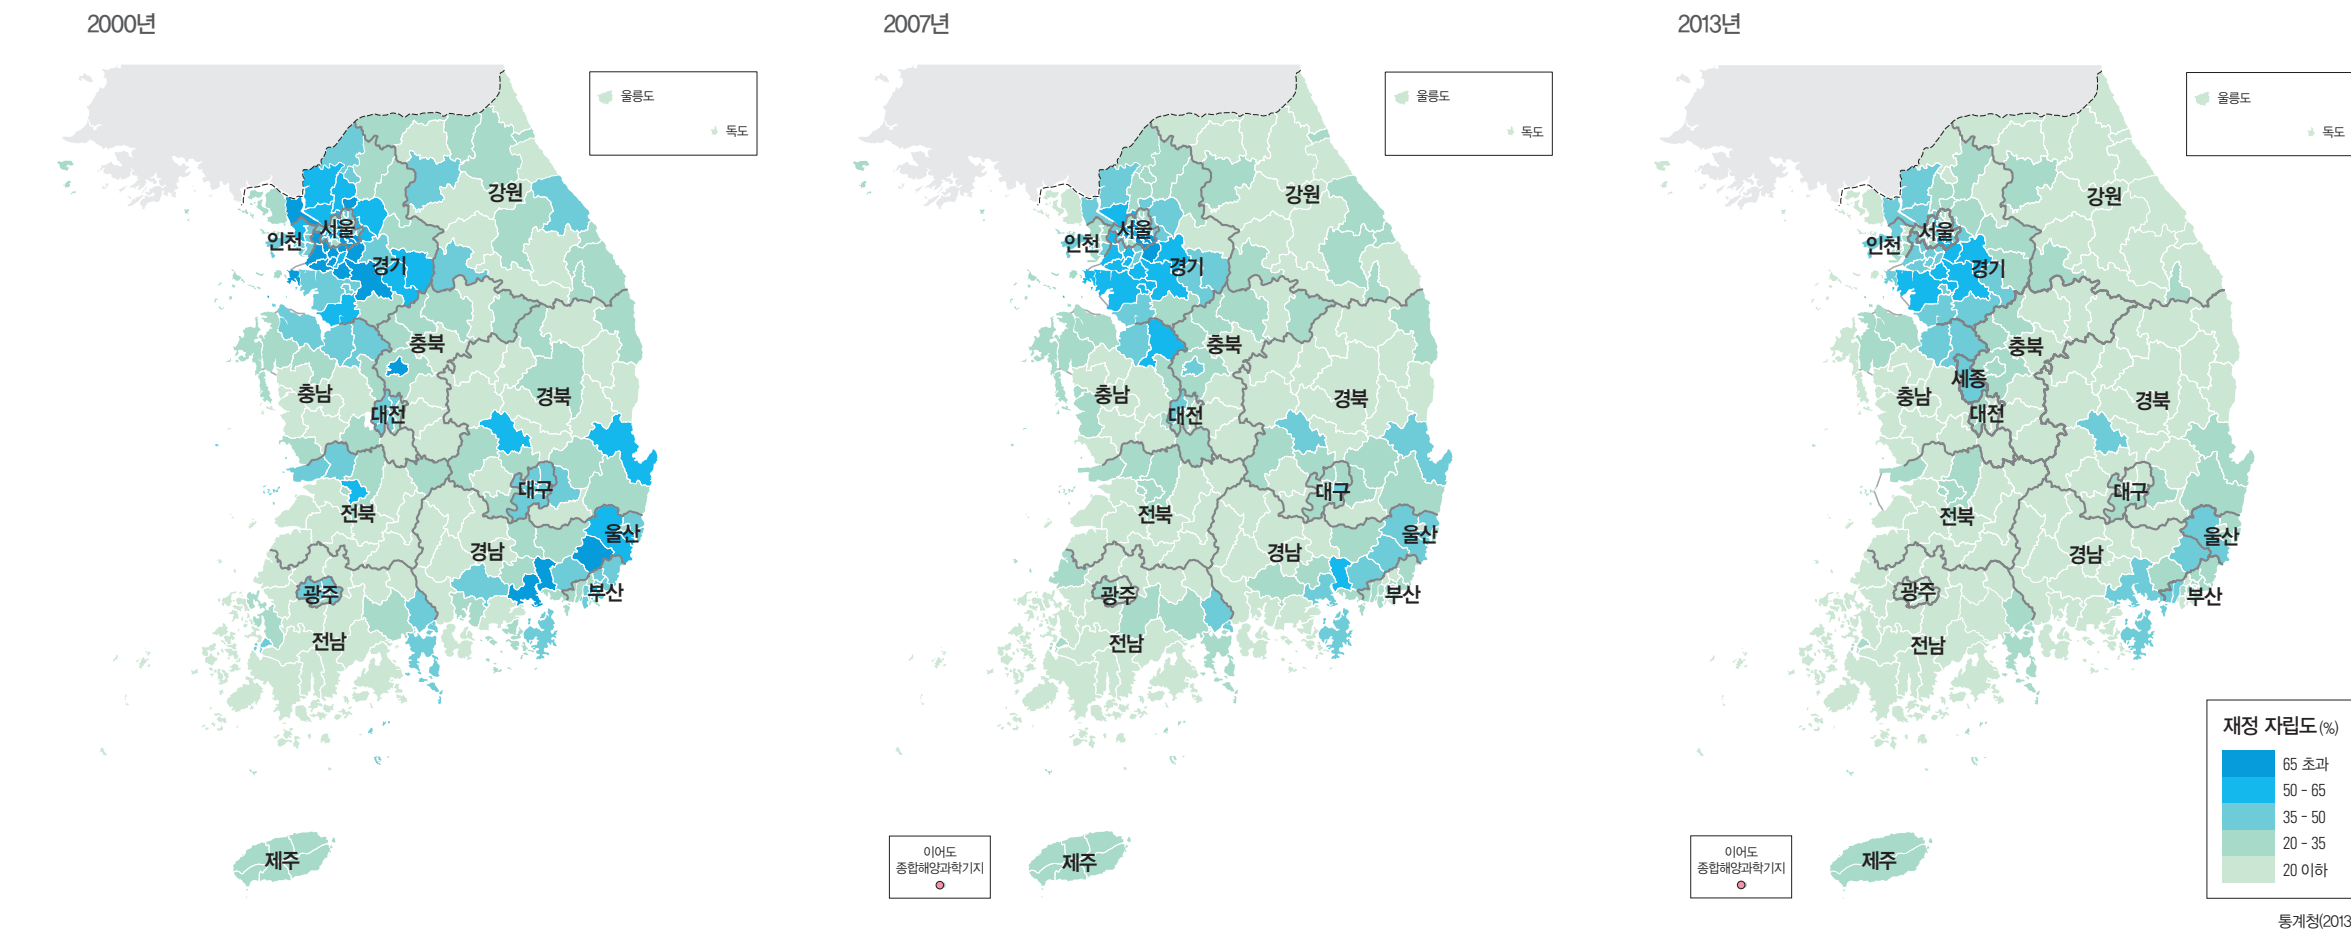 2000년
울릉도
독도
강원
서울
인천
경기
충북
충남
대전
경북
대구
전북
울산
경남
광주
부산
전남
제주
2007년
울릉도
독도
강원
서울
인천
경기
충북
충남
대전
경북
대구
전북
울산
경남
광주
부산
전남
이어도
종합해양과학기지
제주
2013년
울릉도
독도
강원
서울
인천
경기
충북
세종
충남
대전
경북
대구
전북
울산
경남
광주
부산
전남
이어도
종합해양과학기지
제주
재정 자립도(%)
65 초과
50 - 65
35 - 50
20 - 35
20 이하
통계청(2013